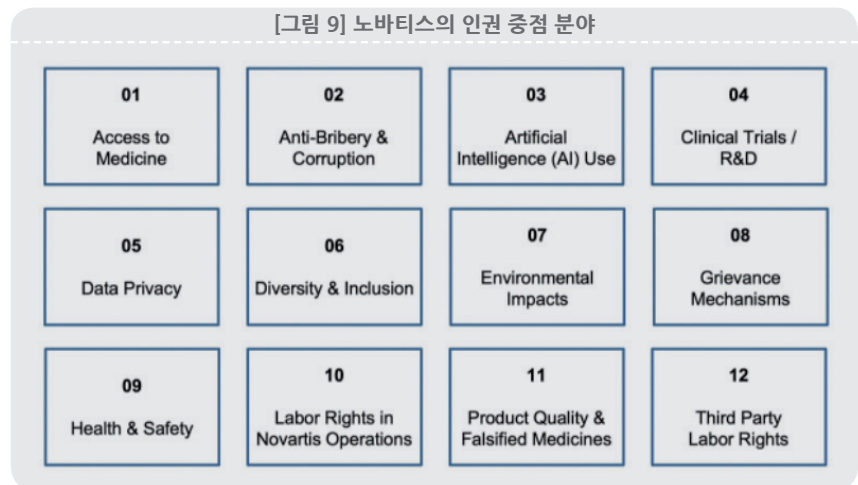 [그림 9] 노바티스의 인권 중점 분야
01
Access to
Medicine
02
Anti-Bribery &
Corruption
03
Artificial
Intelligence (AI) Use
04
Clinical Trials /
R&D
05
Data Privacy
06
Diversity & Inclusion
07
Environmental
Impacts
08
Grievance
Mechanisms
09
Health & Safety
10
Labor Rights in
Novartis Operations
11
Product Quality &
Falsified Medicines
12
Third Party
Labor Rights